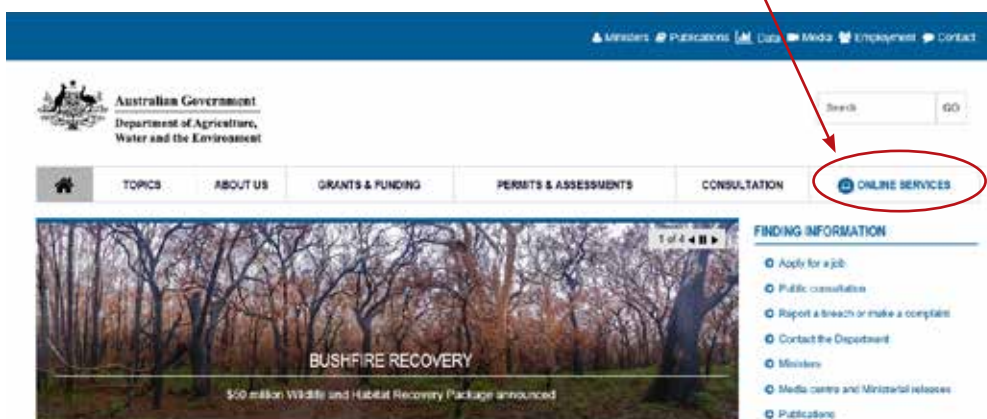 Ministers Publications Data Media Employment Contact
Australian Government
Department of Agriculture,
Water and the Environment
Search GO
TOPICS ABOUT US GRANTS & FUNDING PERMITS & ASSESSMENTS CONSULTATION ONLINE SERVICES
1 of 4
BUSHFIRE RECOVERY
$50 million Wildlife and Habitat Recovery Package announced
FINDING INFORMATION
Apply for a job
Public consultation
Report a breach or make a complaint
Contact the Department
Ministers
Media centre and Ministerial releases
Publications